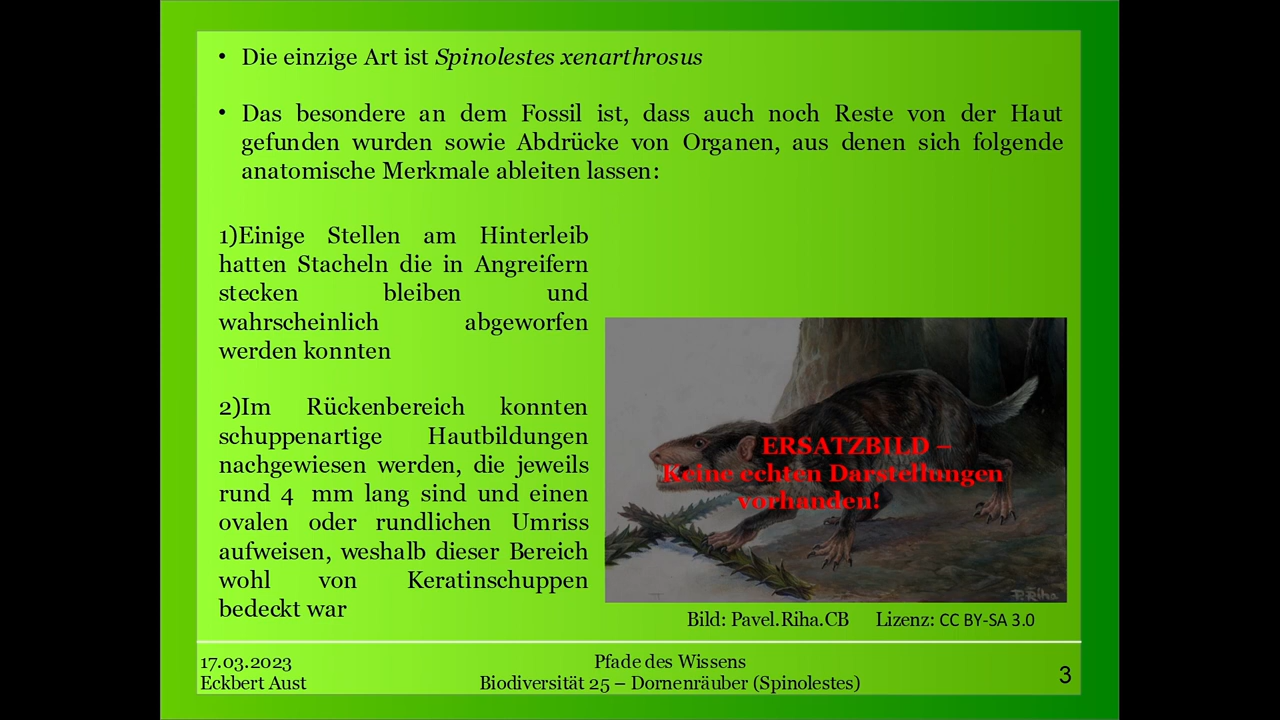 • Die einzige Art ist Spinolestes xenarthrosus
• Das besondere an dem Fossil ist, dass auch noch Reste von der Haut
gefunden wurden sowie Abdrücke von Organen, aus denen sich folgende
anatomische Merkmale ableiten lassen:
1)Einige Stellen am Hinterleib
hatten Stacheln die in Angreifern
stecken bleiben und
wahrscheinlich abgeworfen
werden konnten
2)Im Rückenbereich konnten
schuppenartige Hautbildungen
nachgewiesen werden, die jeweils
rund 4 mm lang sind und einen
ovalen oder rundlichen Umriss
aufweisen, weshalb dieser Bereich
wohl von Keratinschuppen
bedeckt war
ERSATZBILD –
Keine echten Darstellungen
vorhanden!
P. Říha
Bild: Pavel.Riha.CB Lizenz: CC BY-SA 3.0
17.03.2023
Eckbert Aust
Pfade des Wissens
Biodiversität 25 – Dornenräuber (Spinolestes)
3